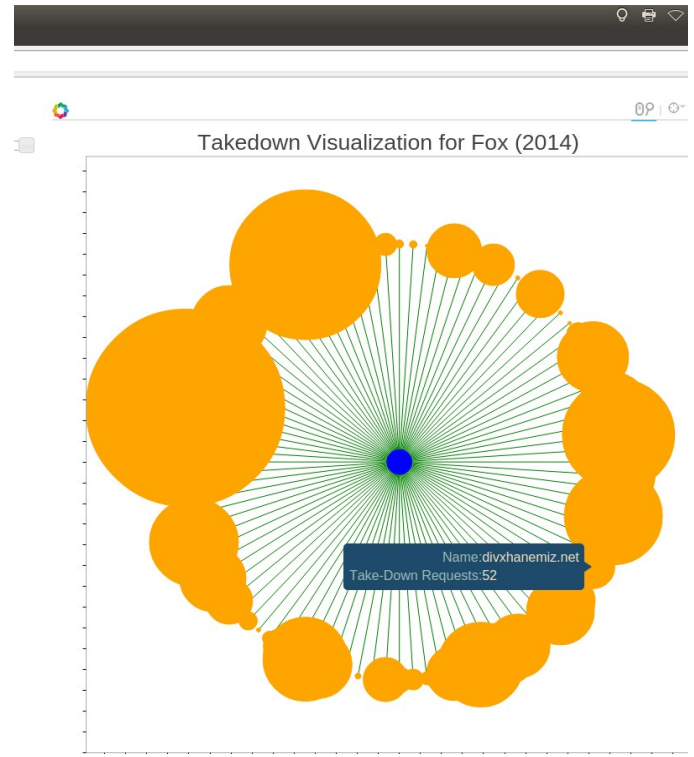 Takedown Visualization for Fox (2014)
Name:divxhanemiz.net
Take-Down Requests:52